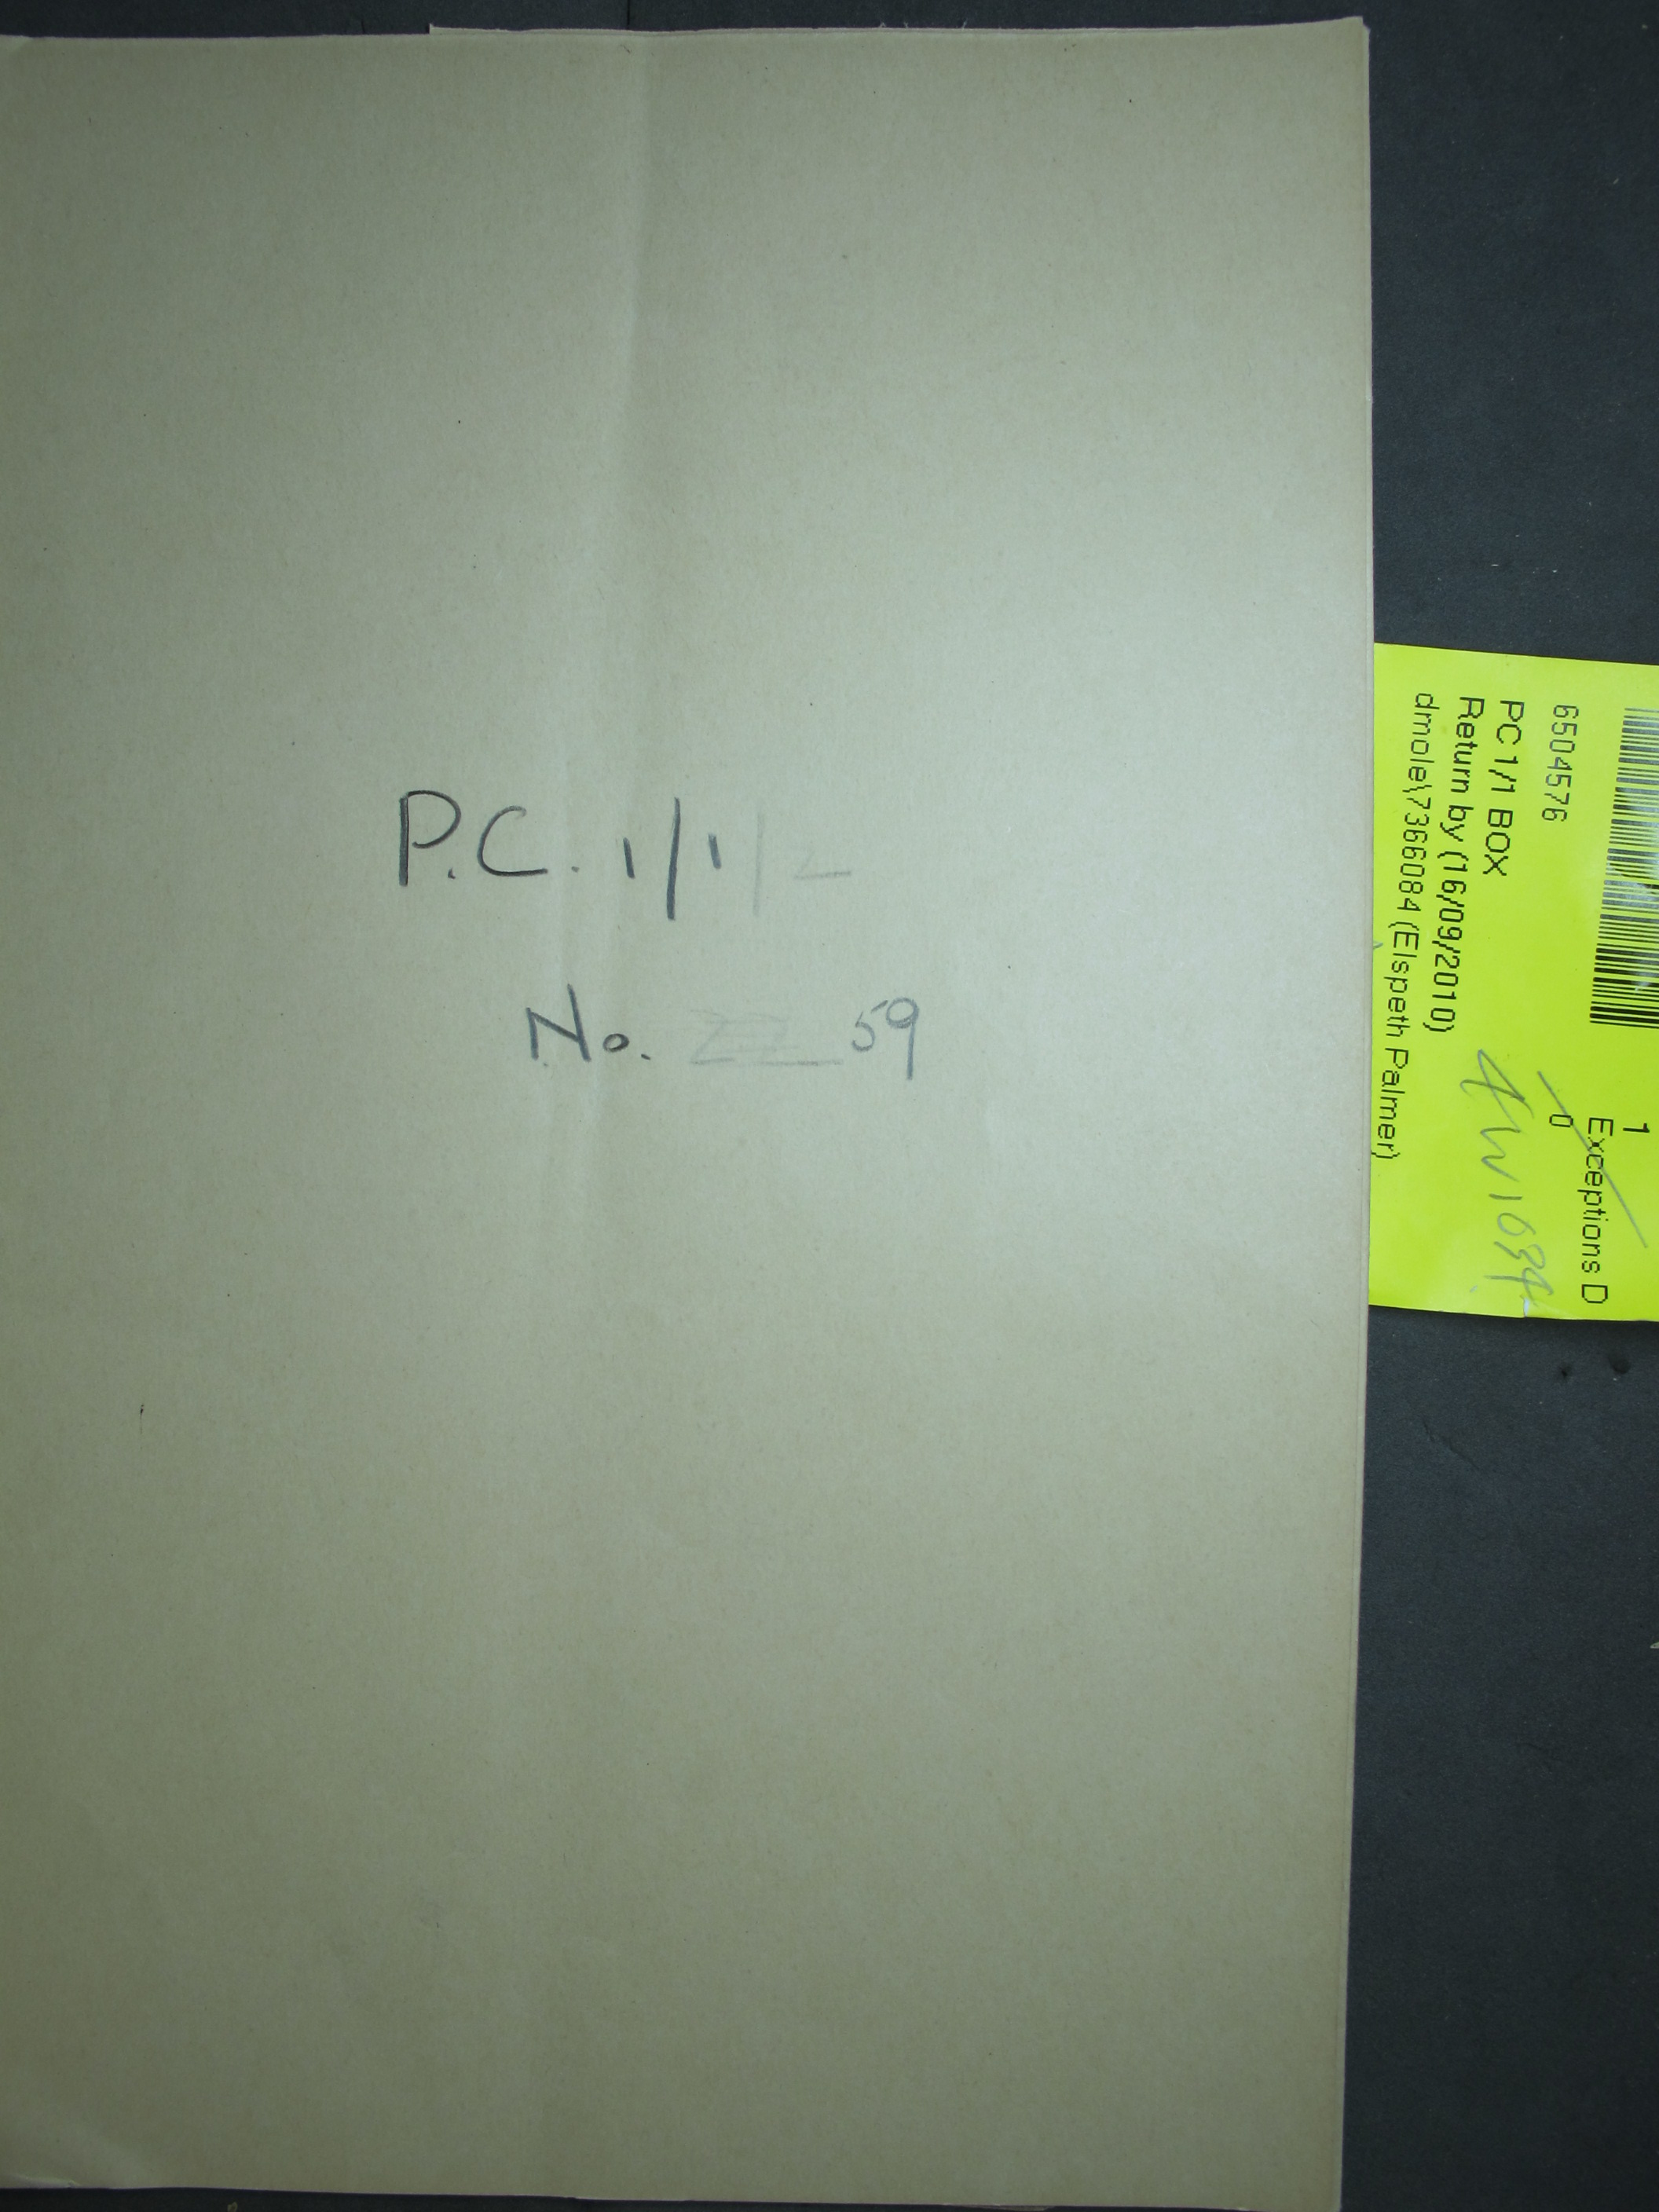 P.C. 1/1/2
No. 59
1
Exceptions D
6504576 0
PC 1/1 BOX
Return by (16/09/2010)
dmole\7366084 (Elspeth Palmer)